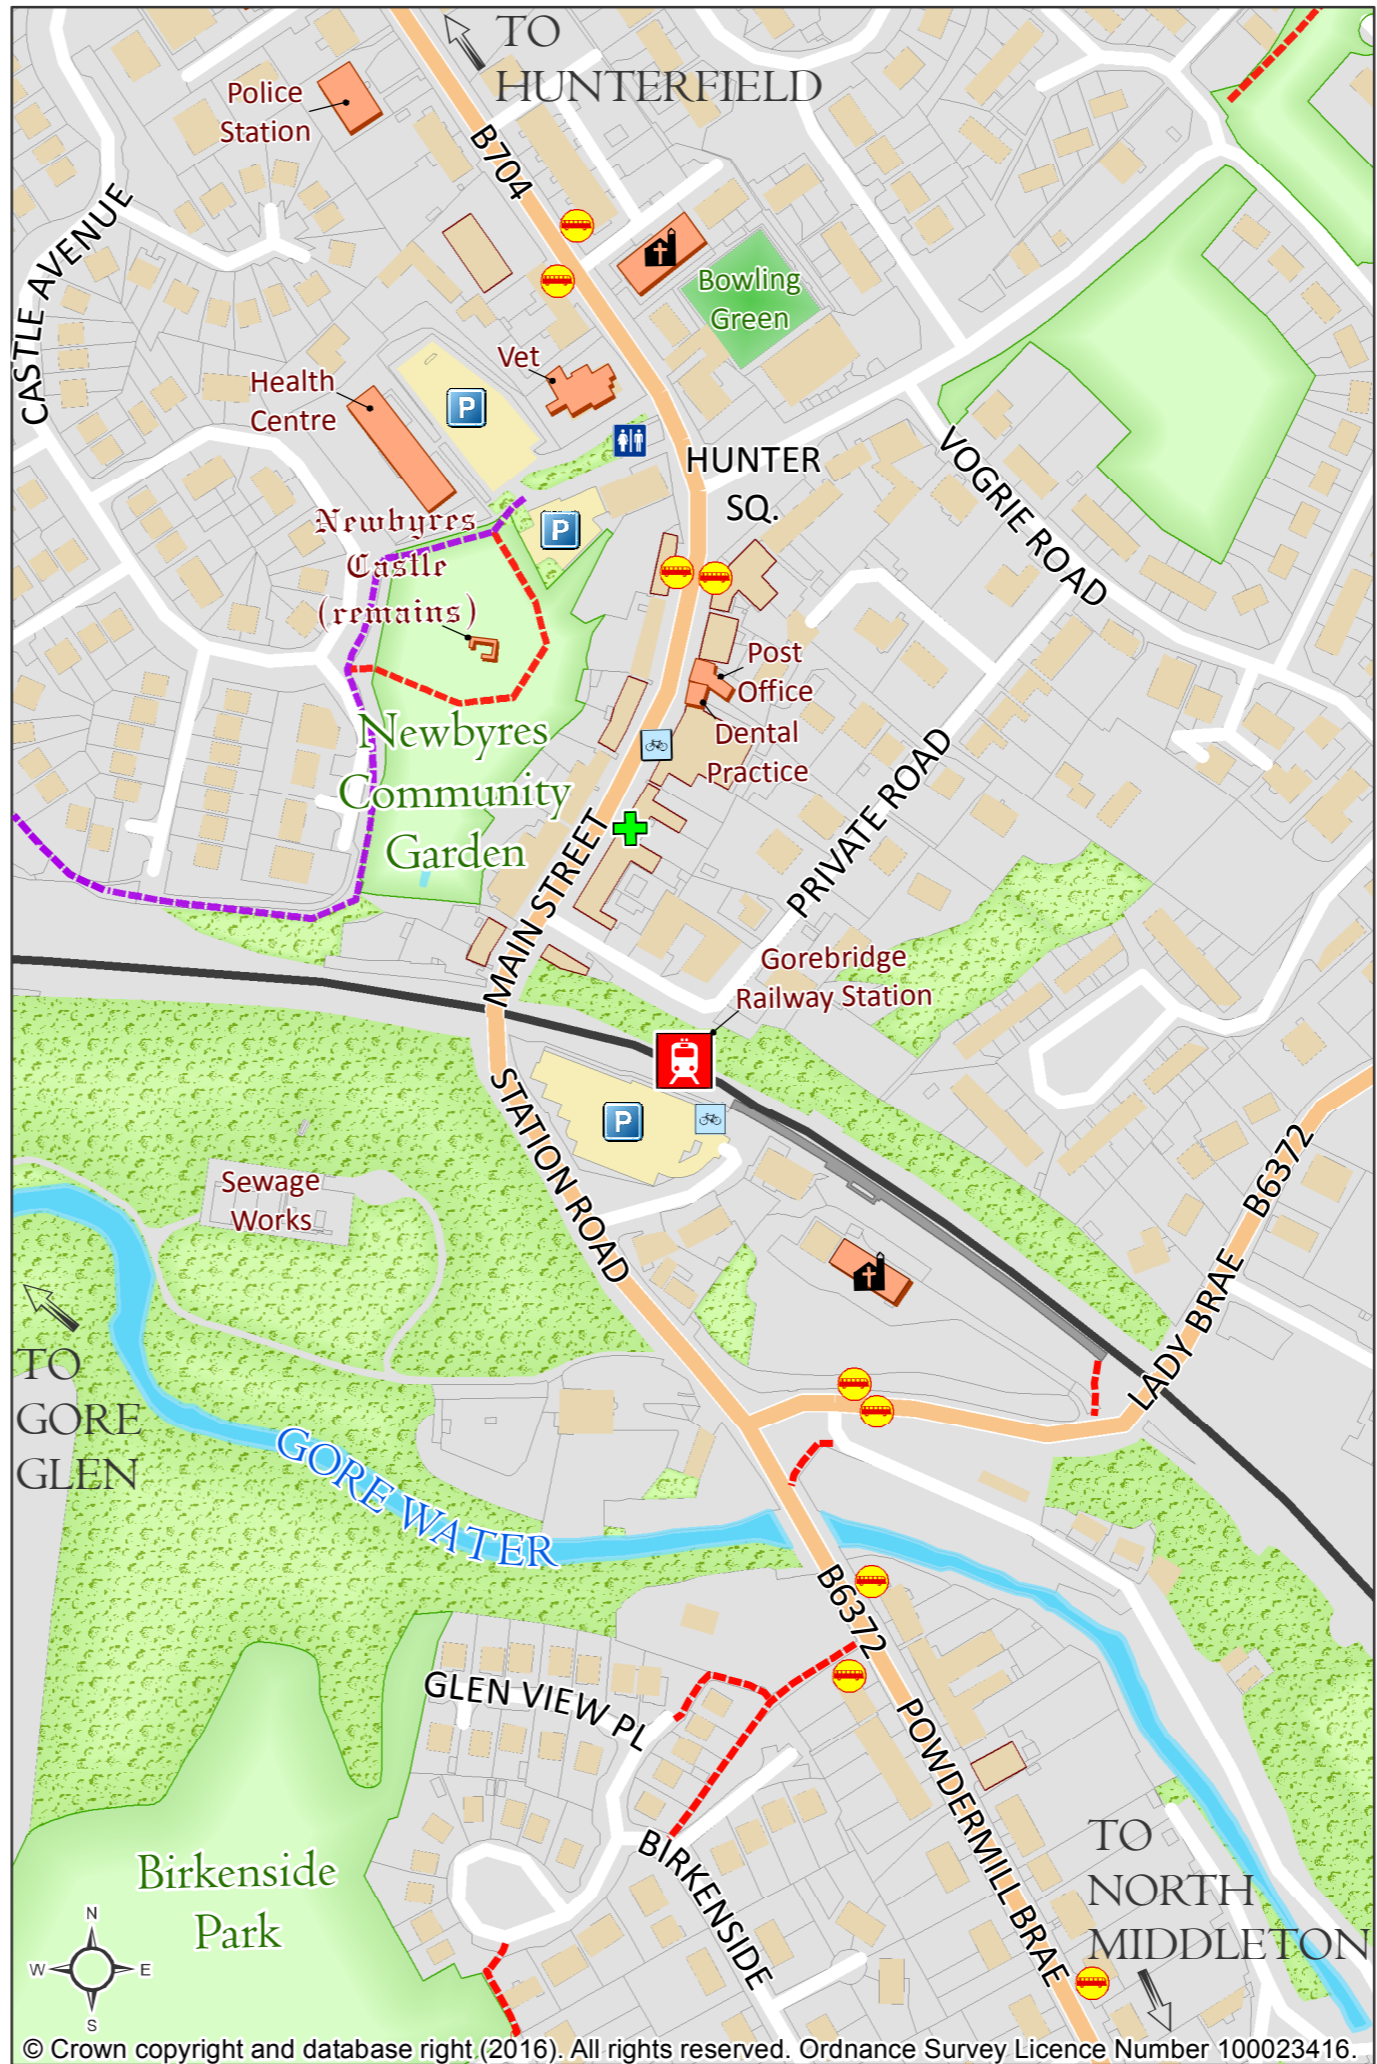 TO
HUNTERFIELD
Police
Station
B704
CASTLE AVENUE
Bowling
Green
Vet
Health
Centre
P
HUNTER
SQ.
VOGRIE ROAD
P
Newbyres
Castle
(remains)
Post
Office
Dental
Practice
Newbyres
Community
Garden
PRIVATE ROAD
MAIN STREET
Gorebridge
Railway Station
STATION ROAD
P
Sewage
Works
B6372
LADY BRAE
TO
GORE
GLEN
GORE WATER
B6372
GLEN VIEW PL
POWDERMILL BRAE
BIRKENSIDE
Birkenside
Park
TO
NORTH
MIDDLETON
N
W
E
S
© Crown copyright and database right (2016). All rights reserved. Ordnance Survey Licence Number 100023416.